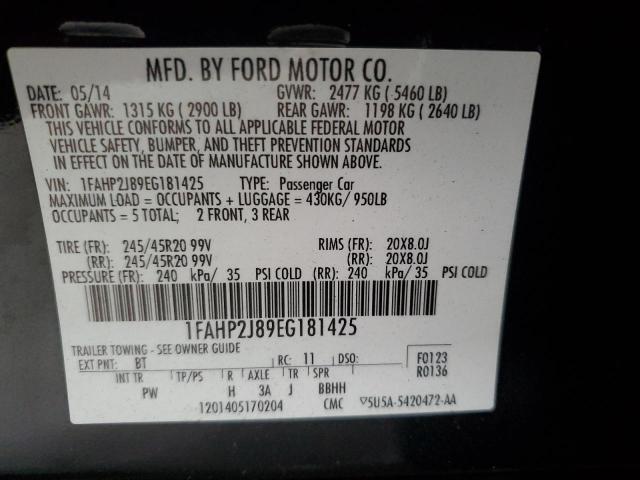 MFD. BY FORD MOTOR CO.
DATE: 05/14 GVWR: 2477 KG ( 5460 LB)
FRONT GAWR: 1315 KG ( 2900 LB) REAR GAWR: 1198 KG ( 2640 LB)
THIS VEHICLE CONFORMS TO ALL APPLICABLE FEDERAL MOTOR
VEHICLE SAFETY, BUMPER, AND THEFT PREVENTION STANDARDS
IN EFFECT ON THE DATE OF MANUFACTURE SHOWN ABOVE.
VIN: 1FAHP2J89EG181425 TYPE: Passenger Car
MAXIMUM LOAD = OCCUPANTS + LUGGAGE = 430KG/ 950LB
OCCUPANTS = 5 TOTAL; 2 FRONT, 3 REAR
TIRE (FR): 245/45R20 99V RIMS (FR): 20X8.0J
(RR): 245/45R20 99V (RR): 20X8.0J
PRESSURE (FR): 240 kPa/ 35 PSI COLD (RR): 240 kPa/ 35 PSI COLD
1FAHP2J89EG181425
TRAILER TOWING - SEE OWNER GUIDE
EXT PNT: BT RC: 11 DSO: F0123
INT TR TP/PS R AXLE TR SPR R0136
PW H 3A J BBHH
1201405170204 CMC ▽5U5A-5420472-AA